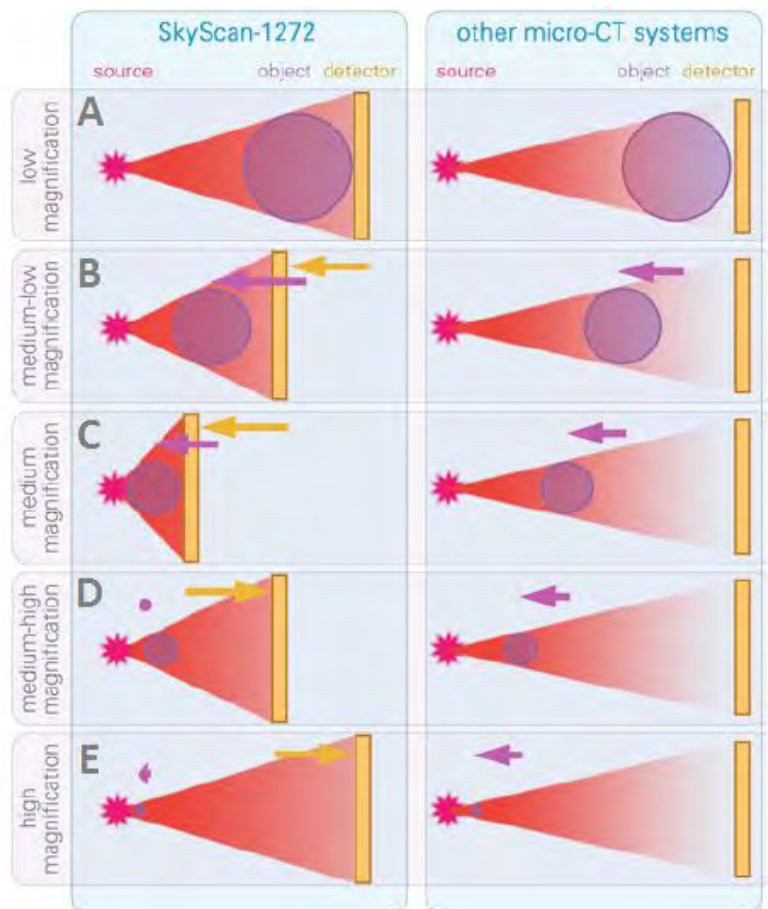 SkyScan-1272
other micro-CT systems
source
object
detector
source
object
detector
A
low
magnification
B
medium-low
magnification
C
medium
magnification
D
medium-high
magnification
E
high
magnification